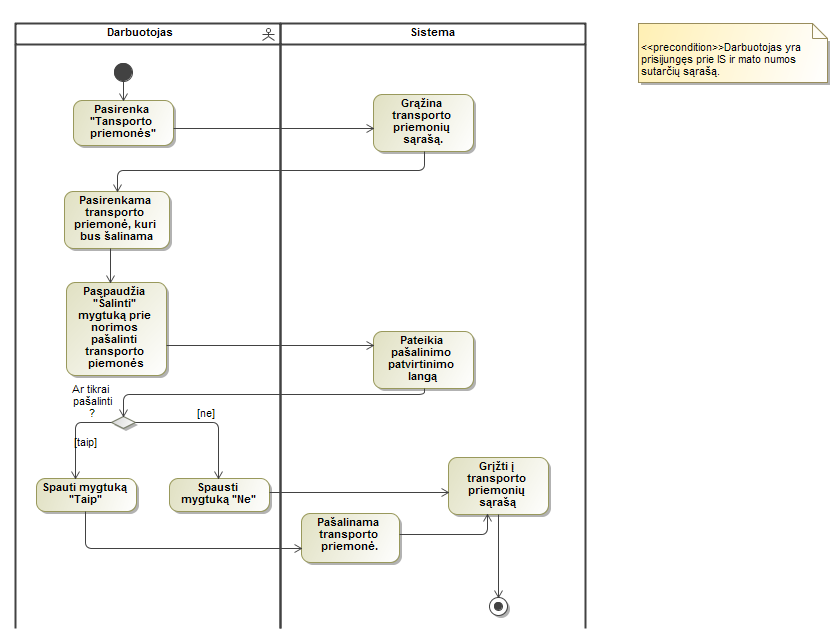 Darbuotojas
Sistema
<<precondition>>Darbuotojas yra
prisijungęs prie IS ir mato numos
sutarčių sąrašą.
Pasirenka
"Tansporto
priemonės"
Grąžina
transporto
priemonių
sąrašą.
Pasirenkama
transporto
priemonė, kuri
bus šalinama
Paspaudžia
"Šalinti"
mygtuką prie
norimos
pašalinti
transporto
piemonės
Pateikia
pašalinimo
patvirtinimo
langą
Ar tikrai
pašalinti
?
[ne]
[taip]
Spauti mygtuką
"Taip"
Spausti
mygtuką "Ne"
Grįžti į
transporto
priemonių
sąrašą
Pašalinama
transporto
priemonė.